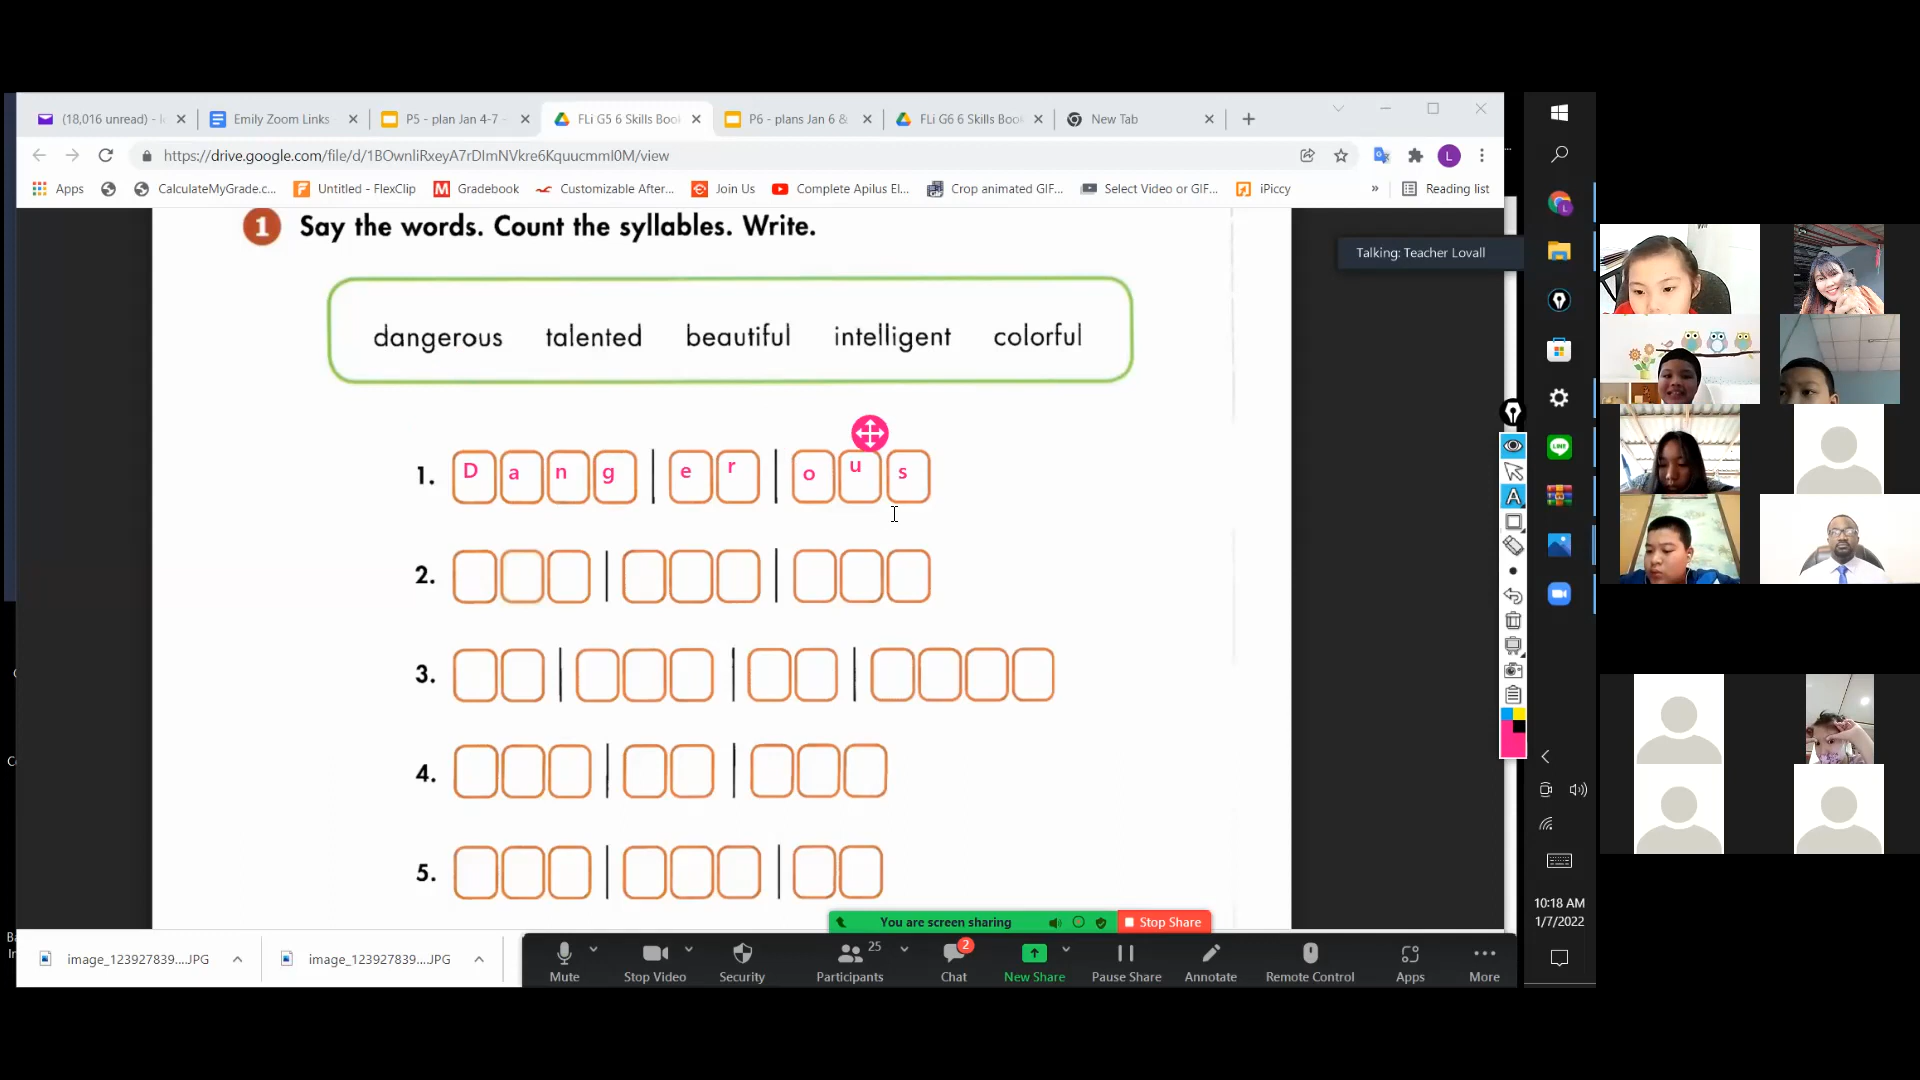 (18,016 unread) -
Emily Zoom Links
P5 - plan Jan 4-7 -
FLi G5 6 Skills Boo
P6 - plans Jan 6 &
FLi G6 6 Skills Boo
New Tab
https://drive.google.com/file/d/1BOwnliRxeyA7rDImNVkre6KquucmmI0M/view
L
Apps
CalculateMyGrade.c...
Untitled - FlexClip
Gradebook
Customizable After...
Join Us
Complete Apilus El...
Crop animated GIF...
Select Video or GIF...
iPiccy
»
Reading list
1 Say the words. Count the syllables. Write.
Talking: Teacher Lovall
dangerous talented beautiful intelligent colorful
1. D a n g | e r | o u s
2.
3.
4.
5.
You are screen sharing
Stop Share
image_123927839....JPG
image_123927839....JPG
Mute
Stop Video
Security
Participants 25
Chat 2
New Share
Pause Share
Annotate
Remote Control
Apps
More
A
LINE
10:18 AM
1/7/2022